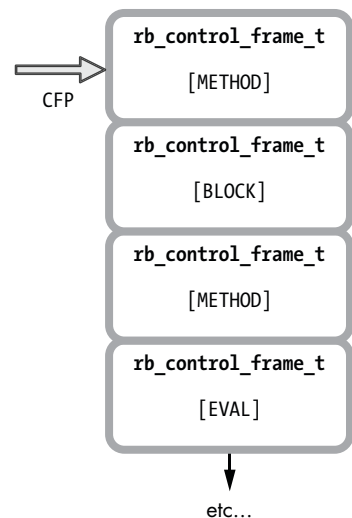 rb_control_frame_t
[METHOD]
CFP
rb_control_frame_t
[BLOCK]
rb_control_frame_t
[METHOD]
rb_control_frame_t
[EVAL]
etc...